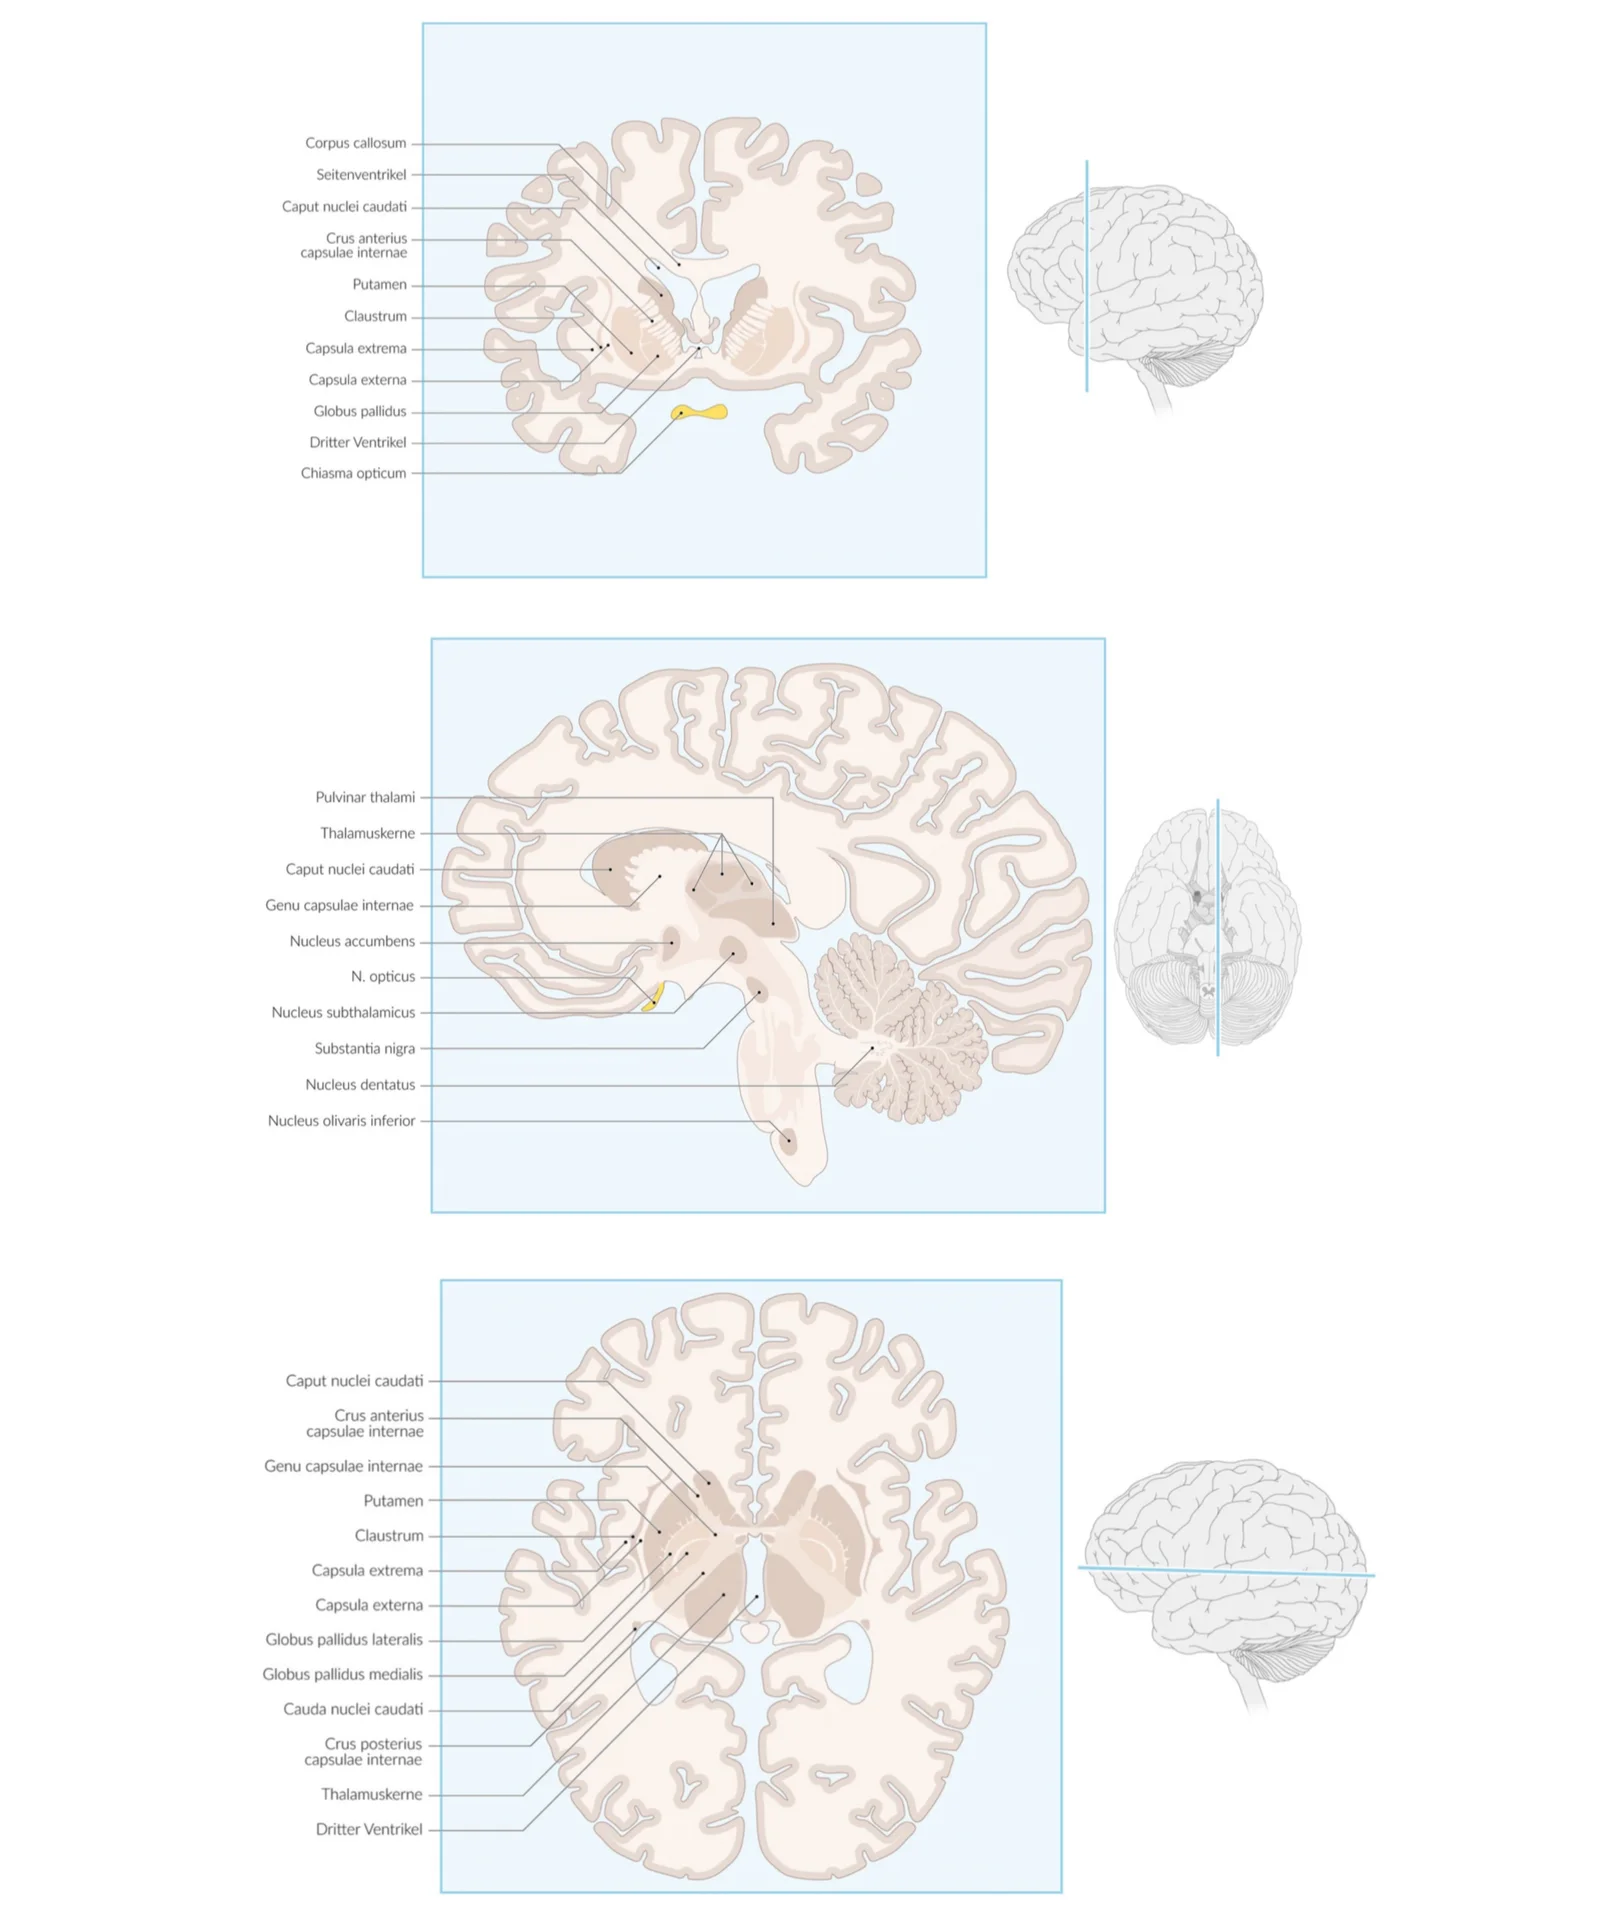 Corpus callosum
Seitenventrikel
Caput nuclei caudati
Crus anterius
capsulae internae
Putamen
Claustrum
Capsula extrema
Capsula externa
Globus pallidus
Dritter Ventrikel
Chiasma opticum
Pulvinar thalami
Thalamuskerne
Caput nuclei caudati
Genu capsulae internae
Nucleus accumbens
N. opticus
Nucleus subthalamicus
Substantia nigra
Nucleus dentatus
Nucleus olivaris inferior
Caput nuclei caudati
Crus anterius
capsulae internae
Genu capsulae internae
Putamen
Claustrum
Capsula extrema
Capsula externa
Globus pallidus lateralis
Globus pallidus medialis
Cauda nuclei caudati
Crus posterius
capsulae internae
Thalamuskerne
Dritter Ventrikel